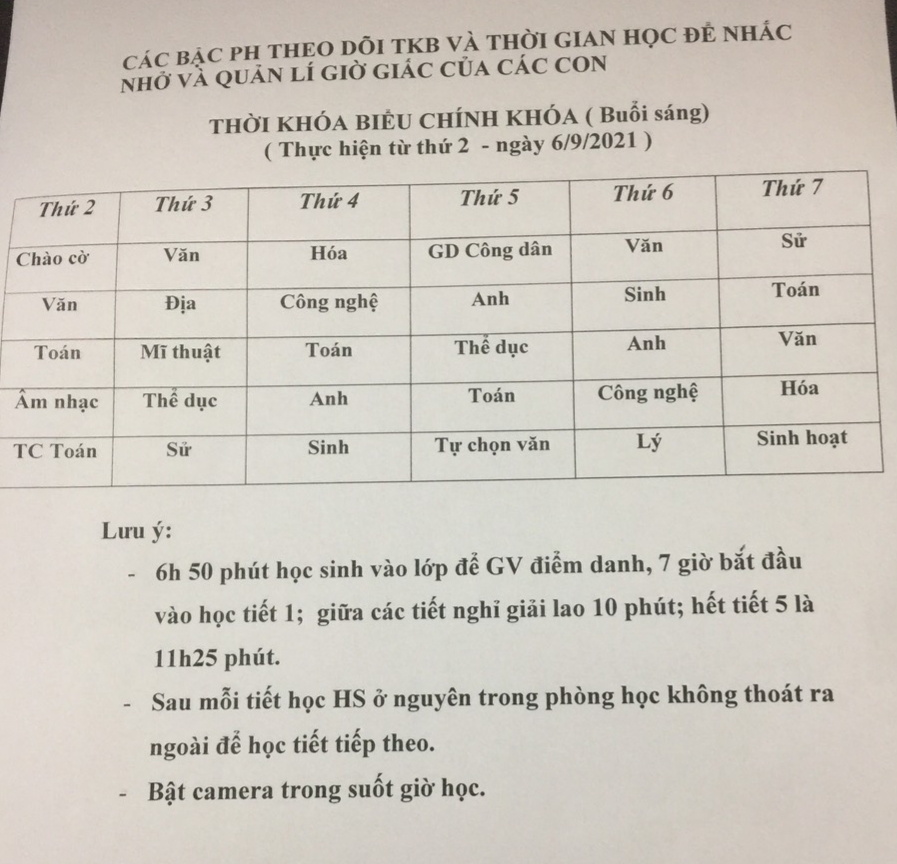 CÁC BẬC PH THEO DÕI TKB VÀ THỜI GIAN HỌC ĐỂ NHẮC
NHỞ VÀ QUẢN LÍ GIỜ GIẤC CỦA CÁC CON
THỜI KHÓA BIỂU CHÍNH KHÓA ( Buổi sáng)
( Thực hiện từ thứ 2 - ngày 6/9/2021 )
Thứ 2 Thứ 3 Thứ 4 Thứ 5 Thứ 6 Thứ 7
Chào cờ Văn Hóa GD Công dân Văn Sử
Văn Địa Công nghệ Anh Sinh Toán
Toán Mĩ thuật Toán Thể dục Anh Văn
Âm nhạc Thể dục Anh Toán Công nghệ Hóa
TC Toán Sử Sinh Tự chọn văn Lý Sinh hoạt
Lưu ý:
- 6h 50 phút học sinh vào lớp để GV điểm danh, 7 giờ bắt đầu
vào học tiết 1; giữa các tiết nghỉ giải lao 10 phút; hết tiết 5 là
11h25 phút.
- Sau mỗi tiết học HS ở nguyên trong phòng học không thoát ra
ngoài để học tiết tiếp theo.
- Bật camera trong suốt giờ học.